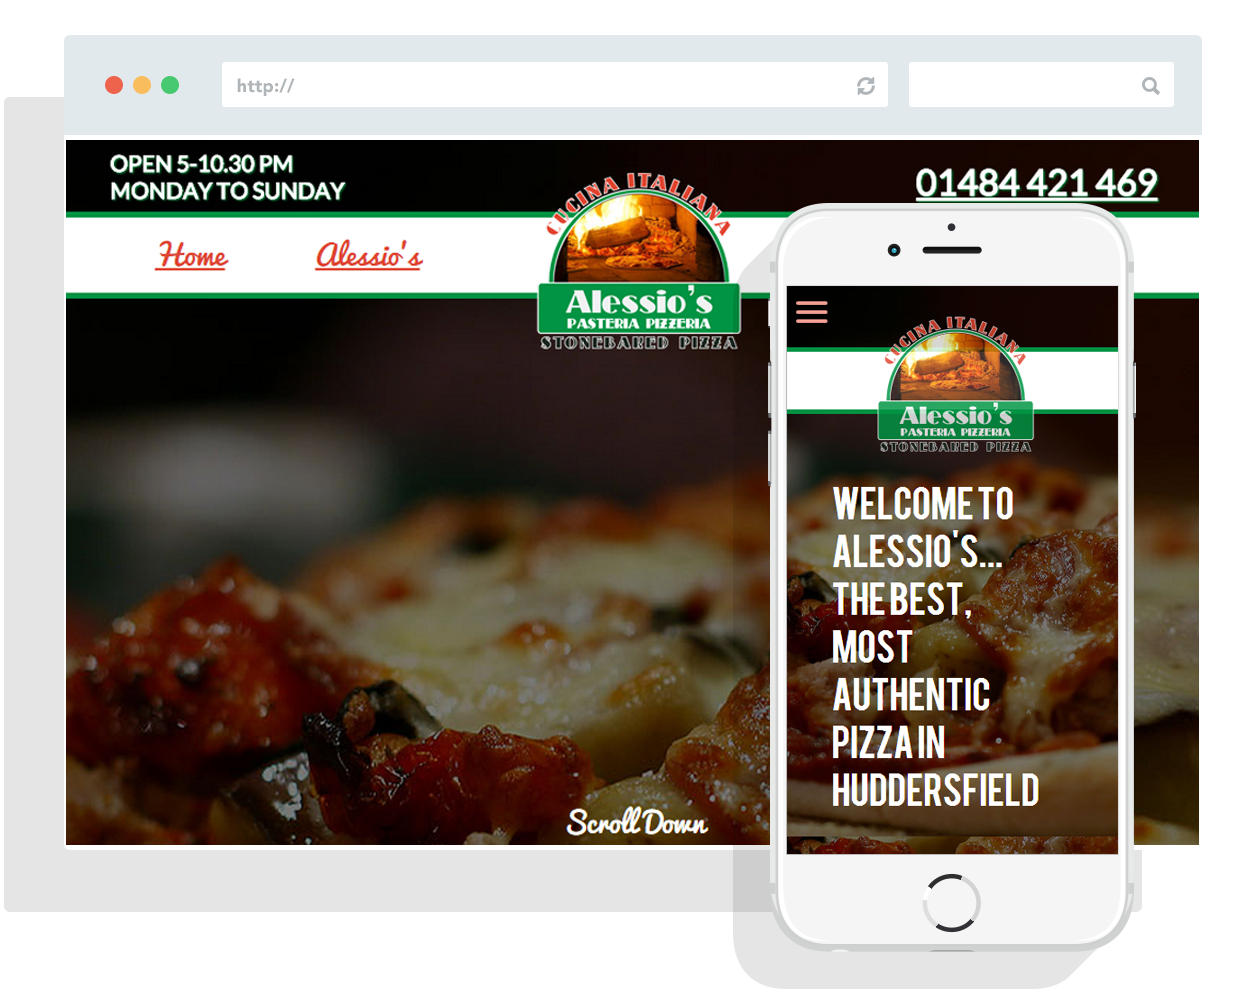 http://
OPEN 5-10.30 PM
MONDAY TO SUNDAY
01484 421 469
Home
Alessio's
CUCINA ITALIANA
Alessio's
PASTERIA PIZZERIA
STONEBAKED PIZZA
Scroll Down
CUCINA ITALIANA
Alessio's
PASTERIA PIZZERIA
STONEBAKED PIZZA
WELCOME TO
ALESSIO'S...
THE BEST,
MOST
AUTHENTIC
PIZZA IN
HUDDERSFIELD